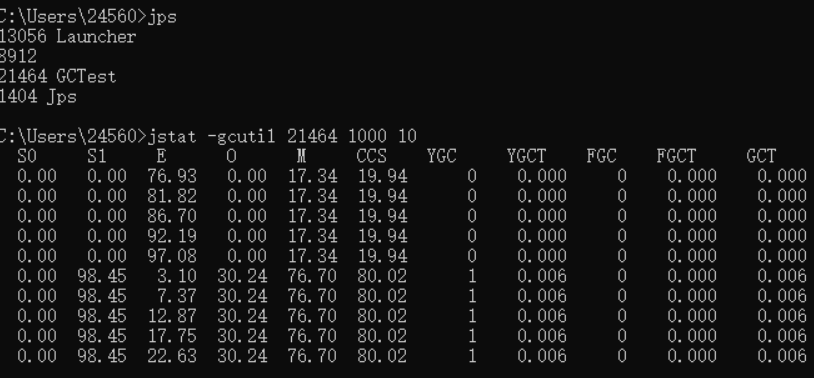 C:\Users\24560>jps
13056 Launcher
8912
21464 GCTest
1404 Jps
C:\Users\24560>jstat -gcutil 21464 1000 10
S0 S1 E O M CCS YGC YGCT FGC FGCT GCT
0.00 0.00 76.93 0.00 17.34 19.94 0 0.000 0 0.000 0.000
0.00 0.00 81.82 0.00 17.34 19.94 0 0.000 0 0.000 0.000
0.00 0.00 86.70 0.00 17.34 19.94 0 0.000 0 0.000 0.000
0.00 0.00 92.19 0.00 17.34 19.94 0 0.000 0 0.000 0.000
0.00 0.00 97.08 0.00 17.34 19.94 0 0.000 0 0.000 0.000
0.00 98.45 3.10 30.24 76.70 80.02 1 0.006 0 0.000 0.006
0.00 98.45 7.37 30.24 76.70 80.02 1 0.006 0 0.000 0.006
0.00 98.45 12.87 30.24 76.70 80.02 1 0.006 0 0.000 0.006
0.00 98.45 17.75 30.24 76.70 80.02 1 0.006 0 0.000 0.006
0.00 98.45 22.63 30.24 76.70 80.02 1 0.006 0 0.000 0.006